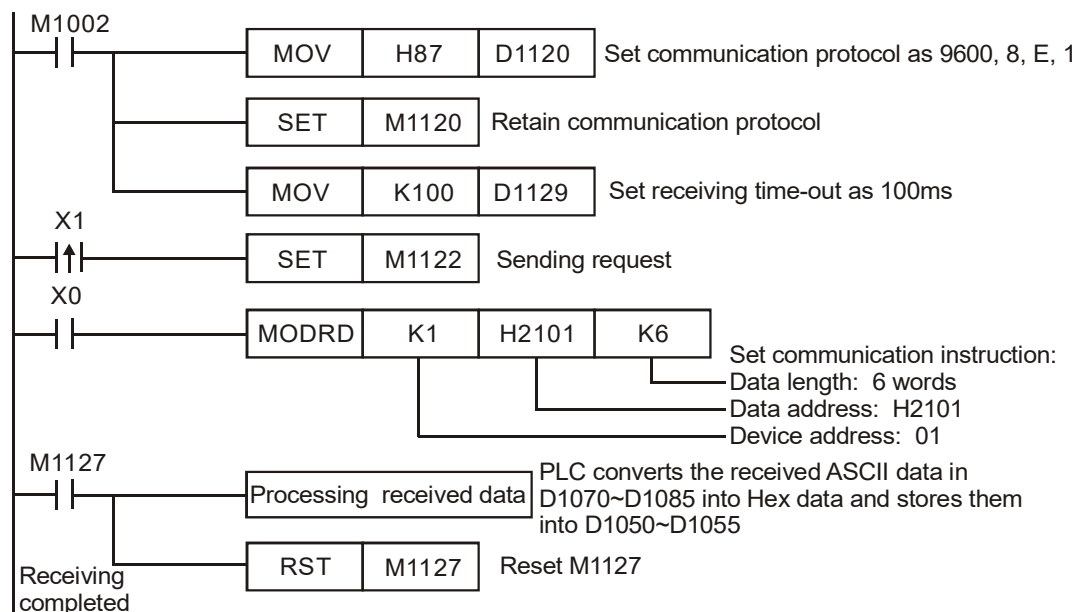 M1002
MOV H87 D1120 Set communication protocol as 9600, 8, E, 1
SET M1120 Retain communication protocol
MOV K100 D1129 Set receiving time-out as 100ms
X1
SET M1122 Sending request
X0
MODRD K1 H2101 K6
Set communication instruction:
Data length: 6 words
Data address: H2101
Device address: 01
M1127
Processing received data
PLC converts the received ASCII data in
D1070~D1085 into Hex data and stores them
into D1050~D1055
RST M1127 Reset M1127
Receiving
completed